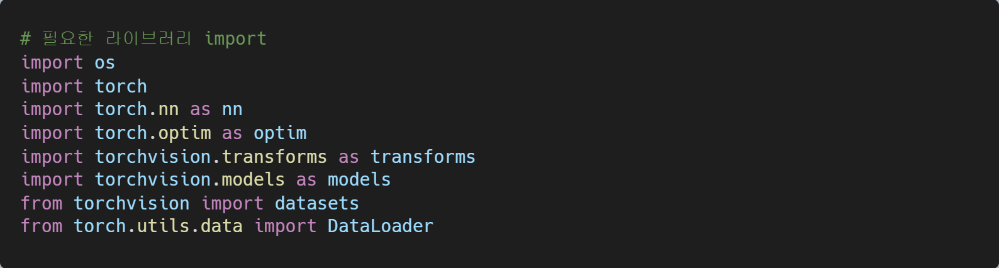 # 필요한 라이브러리 import
import os
import torch
import torch.nn as nn
import torch.optim as optim
import torchvision.transforms as transforms
import torchvision.models as models
from torchvision import datasets
from torch.utils.data import DataLoader